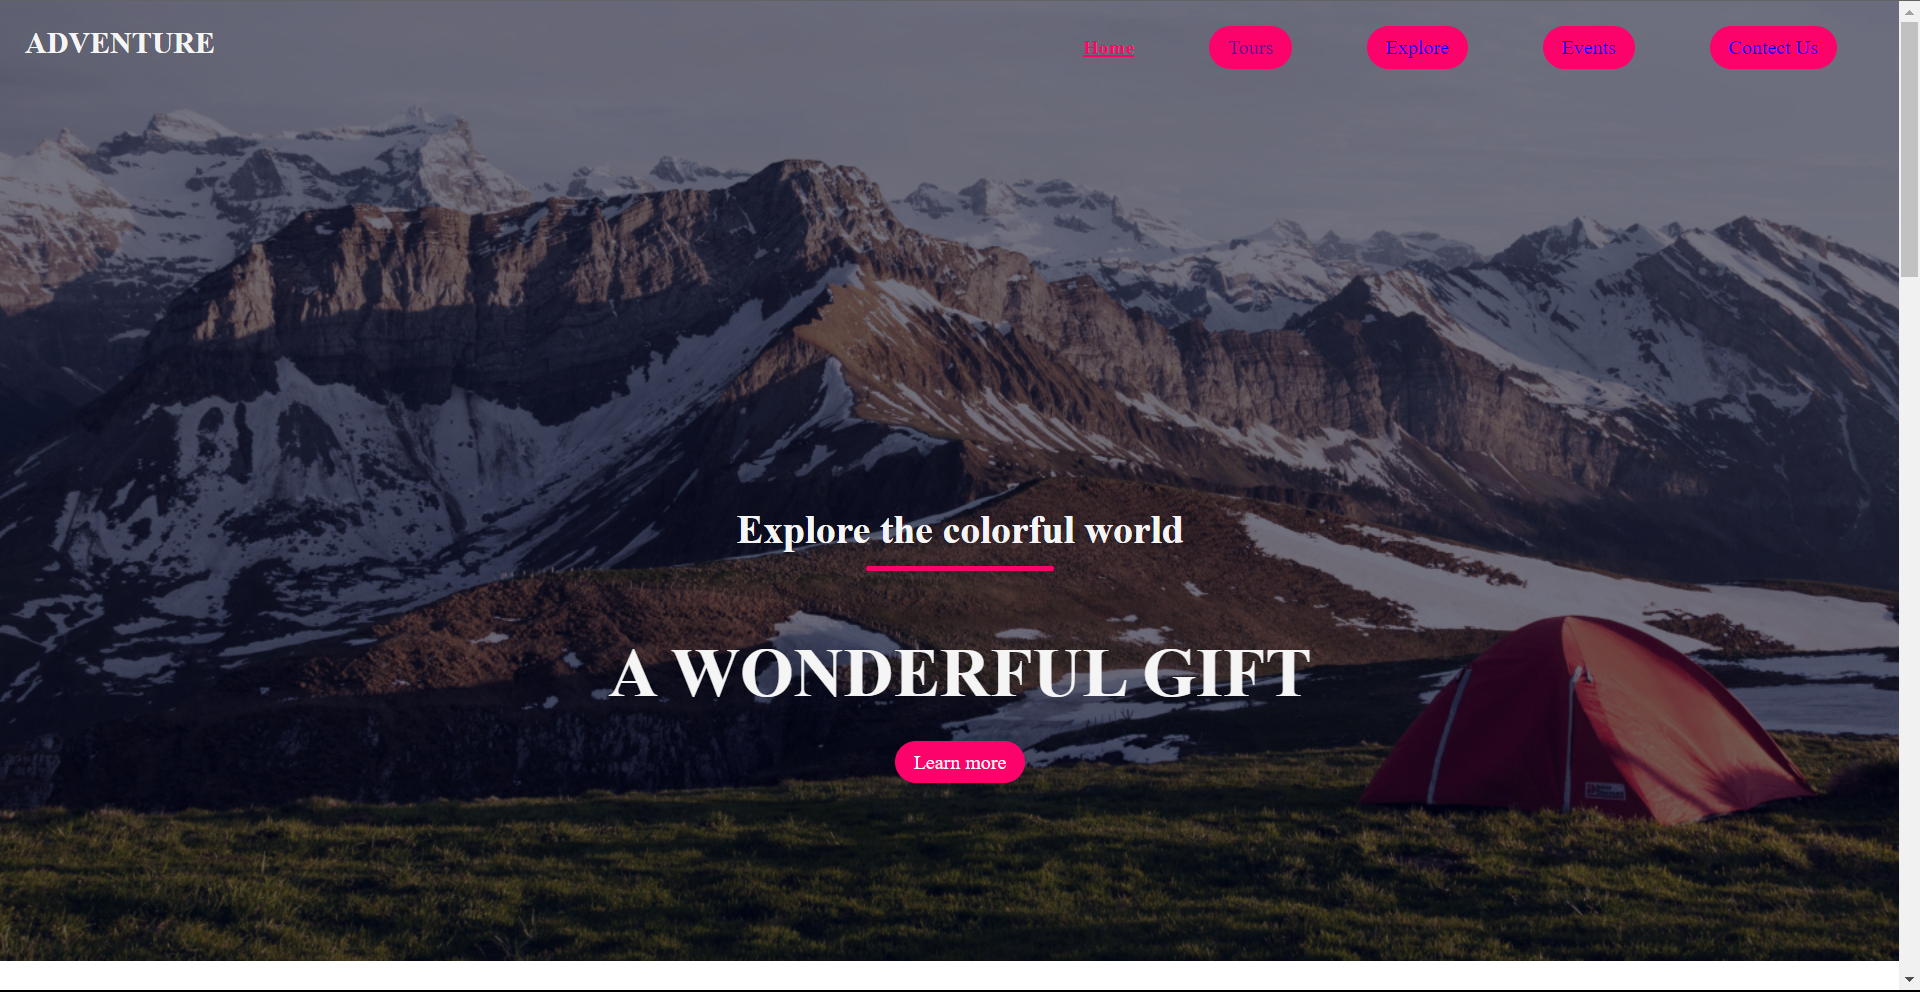 ADVENTURE
Home Tours Explore Events Contect Us
Explore the colorful world
A WONDERFUL GIFT
Learn more